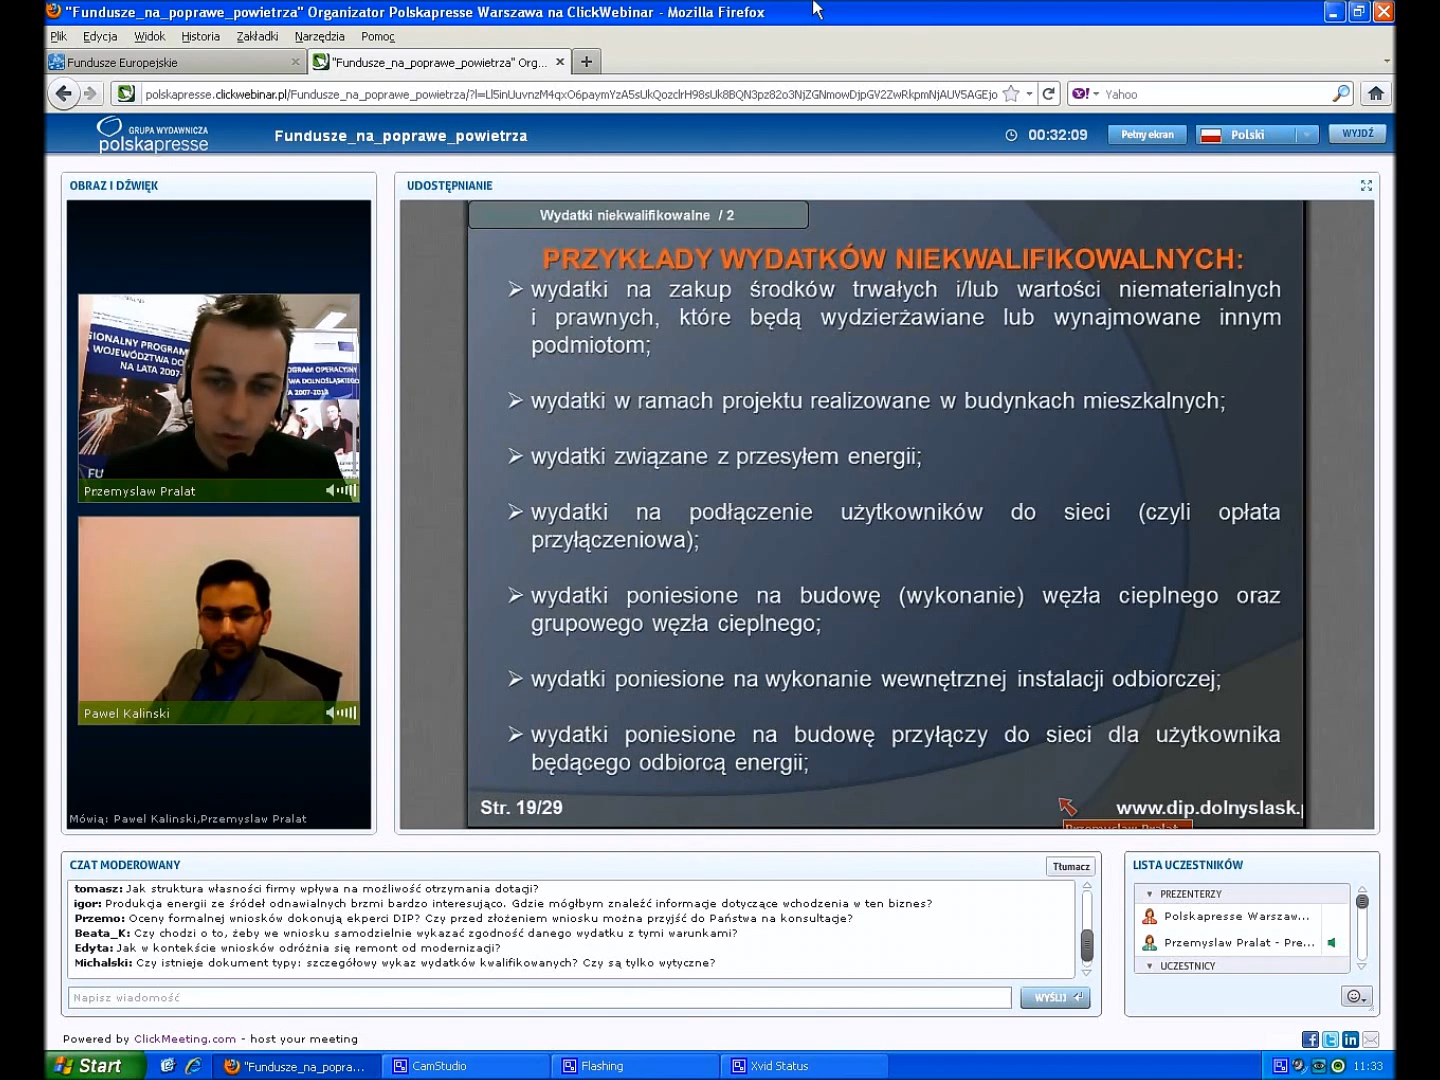 "Fundusze_na_poprawe_powietrza" Organizator Polskapresse Warszawa na ClickWebinar - Mozilla Firefox
Plik Edycja Widok Historia Zakładki Narzędzia Pomoc
Fundusze Europejskie
"Fundusze_na_poprawe_powietrza" Org...
polskapresse.clickwebinar.pl/Fundusze_na_poprawe_powietrza/
Yahoo
GRUPA WYDAWNICZA
polskapresse
Fundusze_na_poprawe_powietrza
00:32:09
Pełny ekran
Polski
WYJDŹ
OBRAZ I DŹWIĘK
Przemyslaw Pralat
Pawel Kalinski
Mówią: Pawel Kalinski,Przemyslaw Pralat
UDOSTĘPNIANIE
Wydatki niekwalifikowalne / 2
PRZYKŁADY WYDATKÓW NIEKWALIFIKOWALNYCH:
➢ wydatki na zakup środków trwałych i/lub wartości niematerialnych
i prawnych, które będą wydzierżawiane lub wynajmowane innym
podmiotom;
➢ wydatki w ramach projektu realizowane w budynkach mieszkalnych;
➢ wydatki związane z przesyłem energii;
➢ wydatki na podłączenie użytkowników do sieci (czyli opłata
przyłączeniowa);
➢ wydatki poniesione na budowę (wykonanie) węzła cieplnego oraz
grupowego węzła cieplnego;
➢ wydatki poniesione na wykonanie wewnętrznej instalacji odbiorczej;
➢ wydatki poniesione na budowę przyłączy do sieci dla użytkownika
będącego odbiorcą energii;
Str. 19/29
www.dip.dolnyslask.
Przemyslaw Pralat
CZAT MODEROWANY
Tłumacz
tomasz: Jak struktura własności firmy wpływa na możliwość otrzymania dotacji?
igor: Produkcja energii ze źródeł odnawialnych brzmi bardzo interesująco. Gdzie mógłbym znaleźć informacje dotyczące wchodzenia w ten biznes?
Przemo: Oceny formalnej wniosków dokonują ekperci DIP? Czy przed złożeniem wniosku można przyjść do Państwa na konsultacje?
Beata_K: Czy chodzi o to, żeby we wniosku samodzielnie wykazać zgodność danego wydatku z tymi warunkami?
Edyta: Jak w kontekście wniosków odróżnia się remont od modernizacji?
Michalski: Czy istnieje dokument typy: szczegółowy wykaz wydatków kwalifikowanych? Czy są tylko wytyczne?
Napisz wiadomość
WYŚLIJ
LISTA UCZESTNIKÓW
PREZENTERZY
Polskapresse Warszaw...
Przemyslaw Pralat - Pre...
UCZESTNICY
Powered by ClickMeeting.com - host your meeting
Start
"Fundusze_na_popra...
CamStudio
Flashing
Xvid Status
11:33